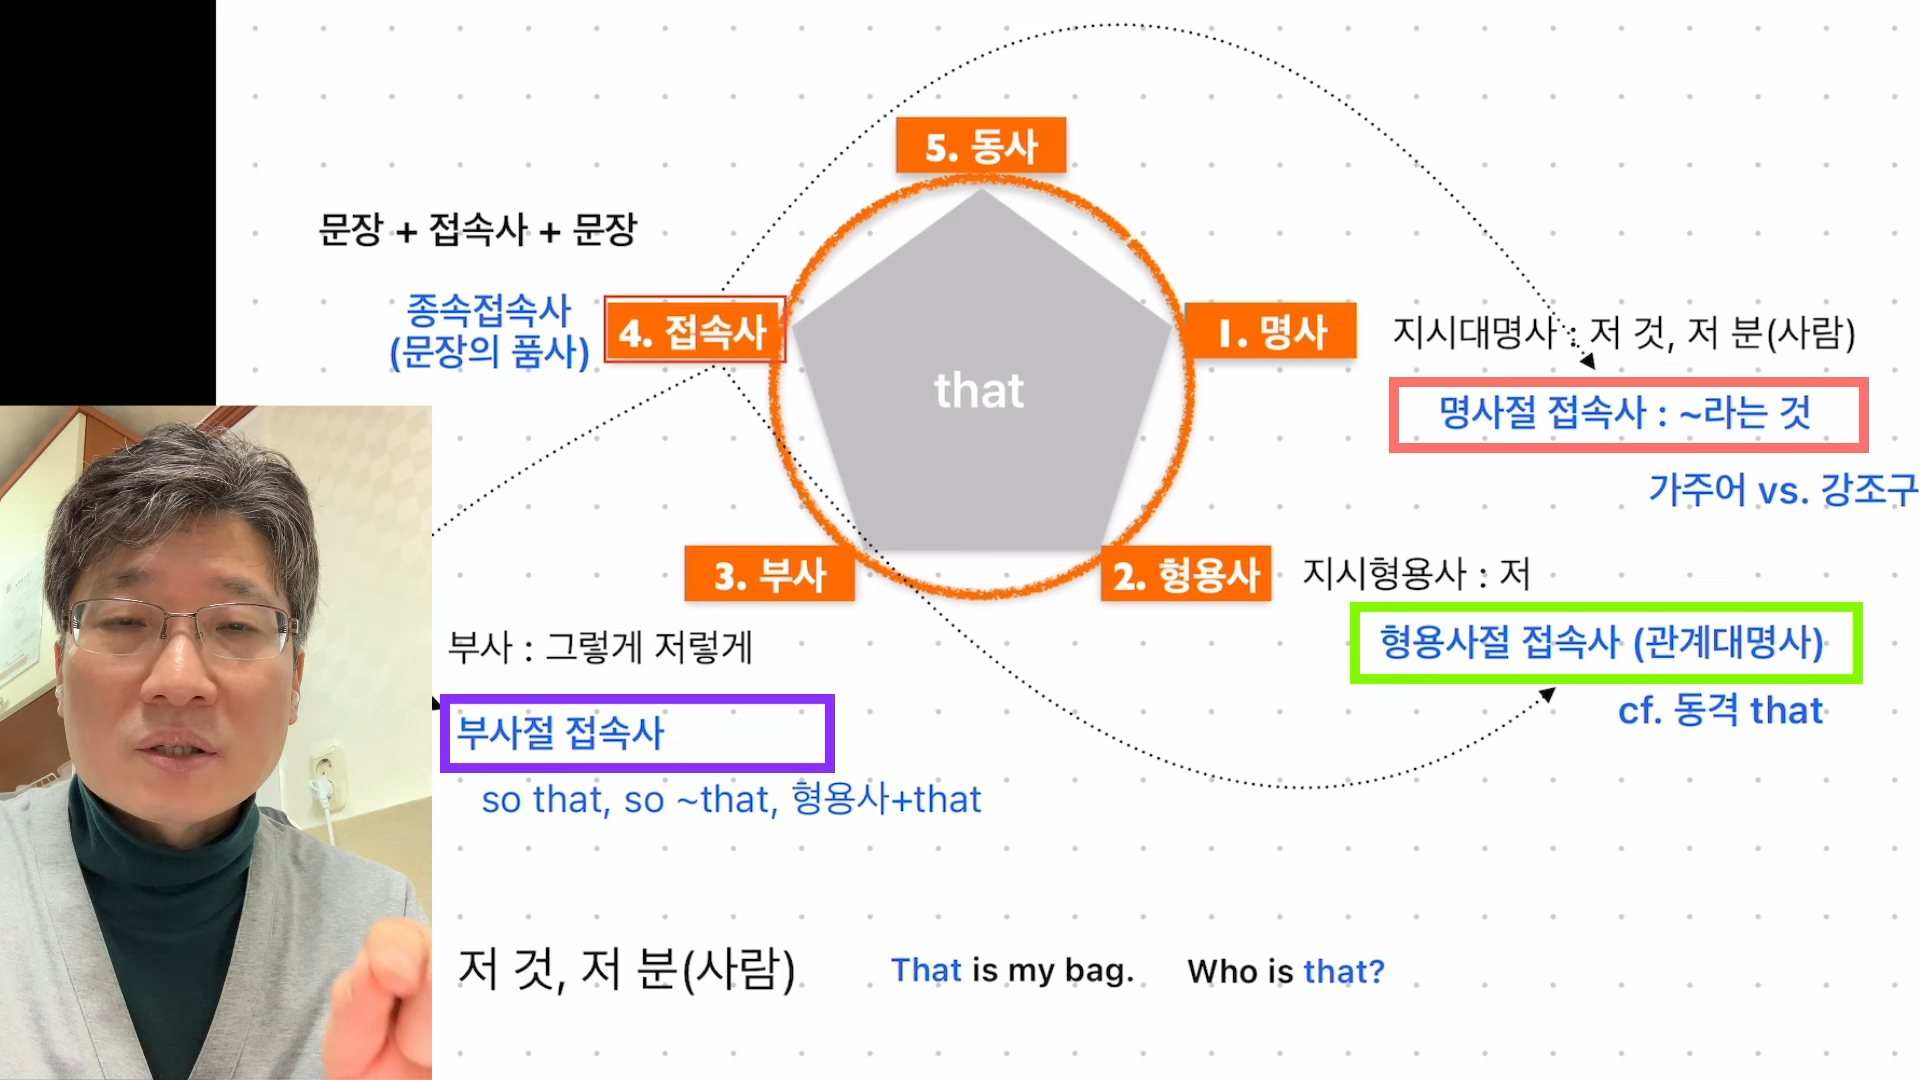 5. 동사
문장 + 접속사 + 문장
종속접속사
(문장의 품사)
4. 접속사
1. 명사
지시대명사 : 저 것, 저 분(사람)
that
명사절 접속사 : ~라는 것
가주어 vs. 강조구
3. 부사
2. 형용사
지시형용사 : 저
부사 : 그렇게 저렇게
형용사절 접속사 (관계대명사)
부사절 접속사
cf. 동격 that
so that, so ~that, 형용사+that
저 것, 저 분(사람)
That is my bag.
Who is that?